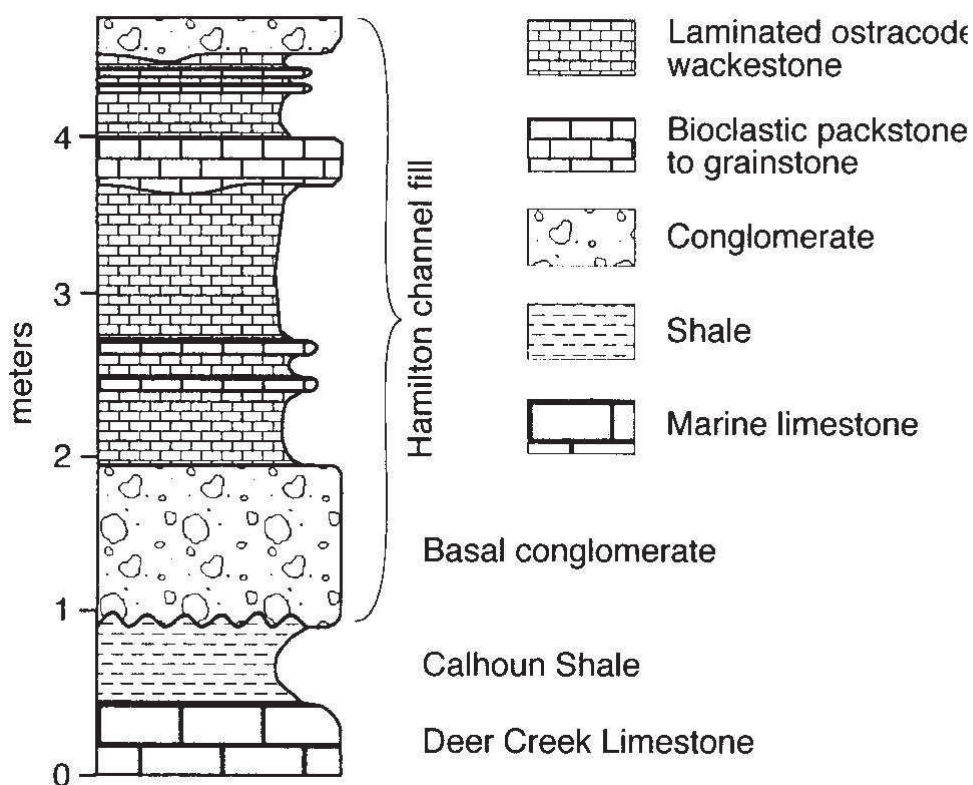 Laminated ostracode
wackestone
Bioclastic packstone
to grainstone
Conglomerate
Shale
Marine limestone
meters
4
3
2
1
0
Hamilton channel fill
Basal conglomerate
Calhoun Shale
Deer Creek Limestone